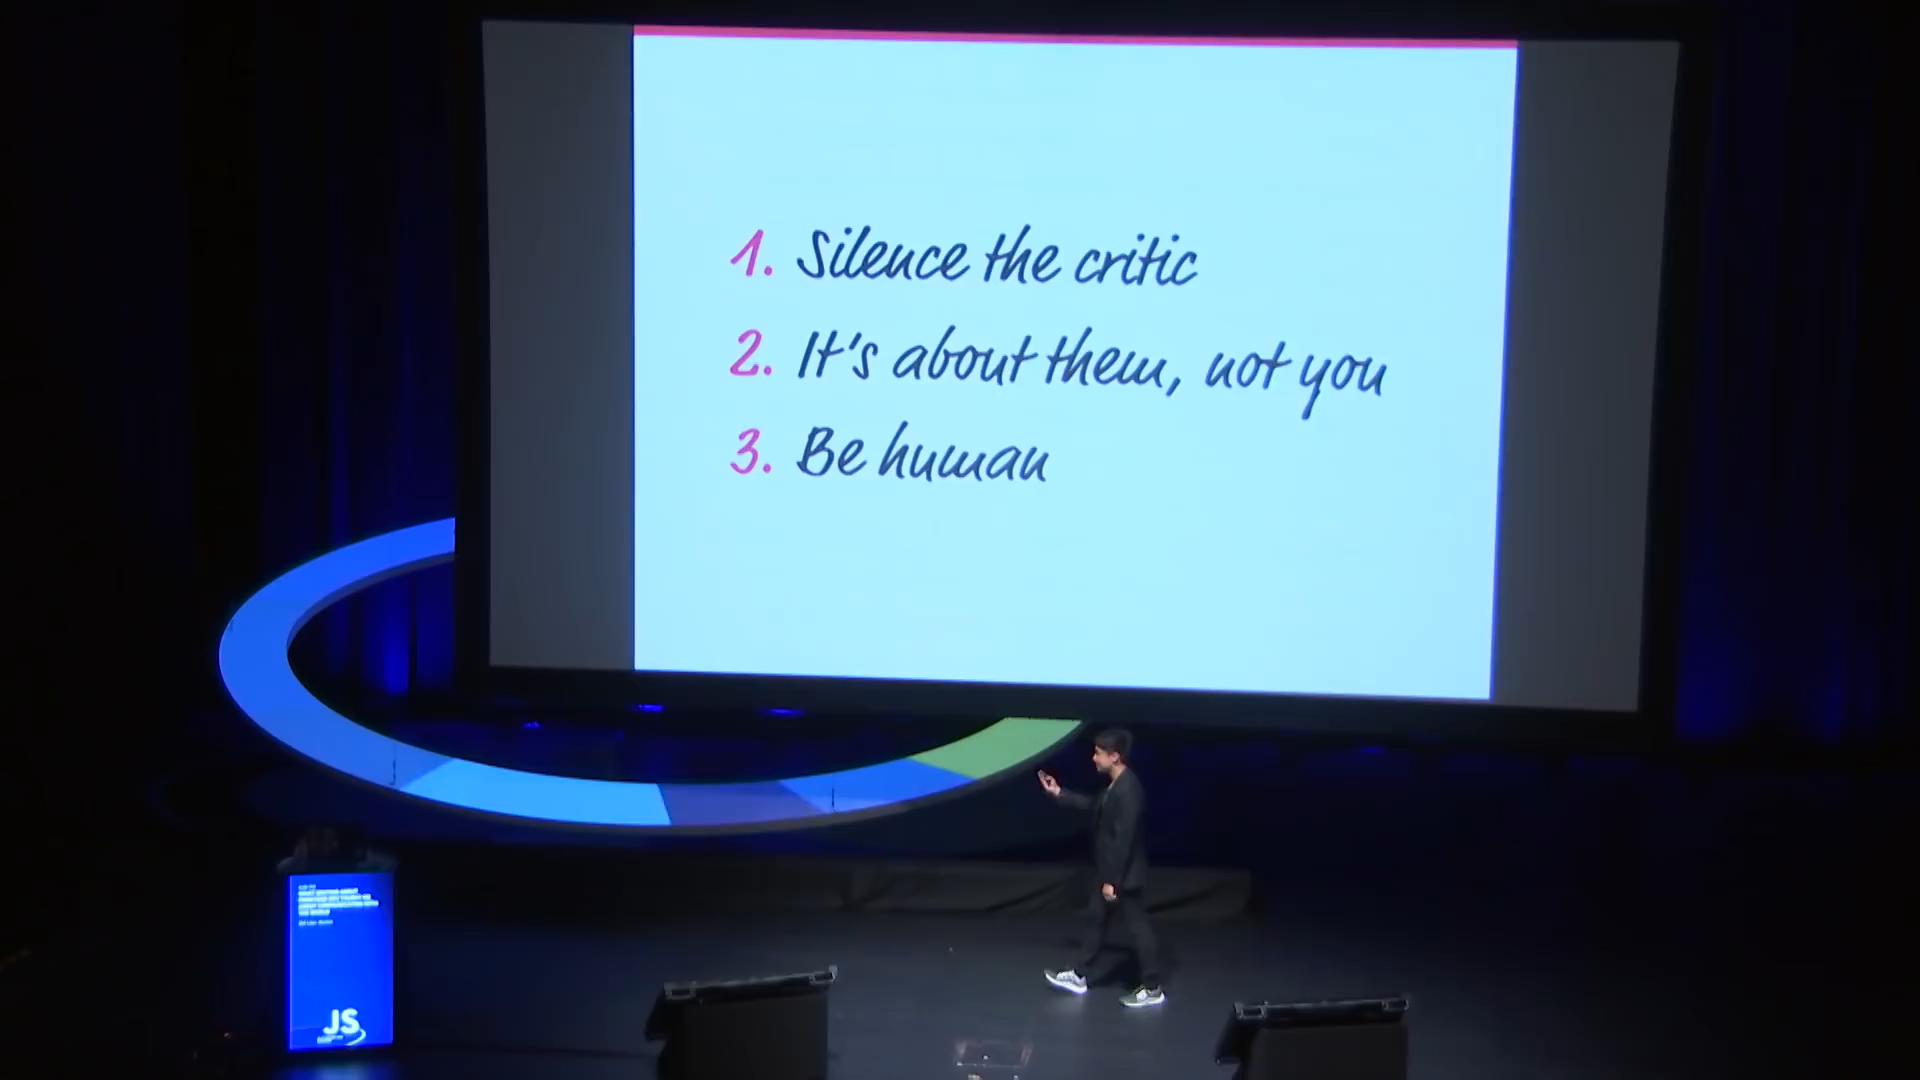 1. Silence the critic
2. It's about them, not you
3. Be human
JS